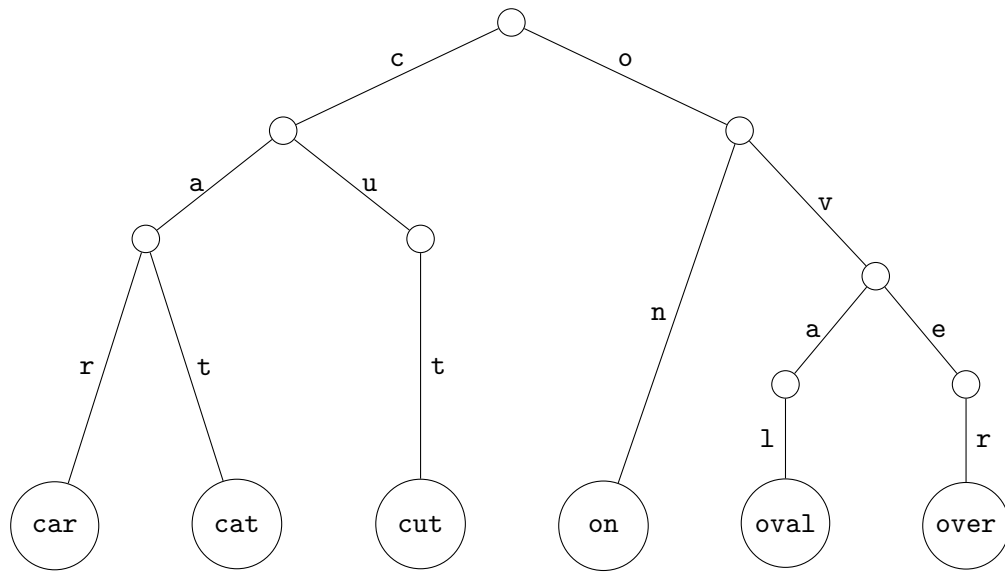 c o
a u
v
n
r t t
a e
l r
car cat cut on oval over